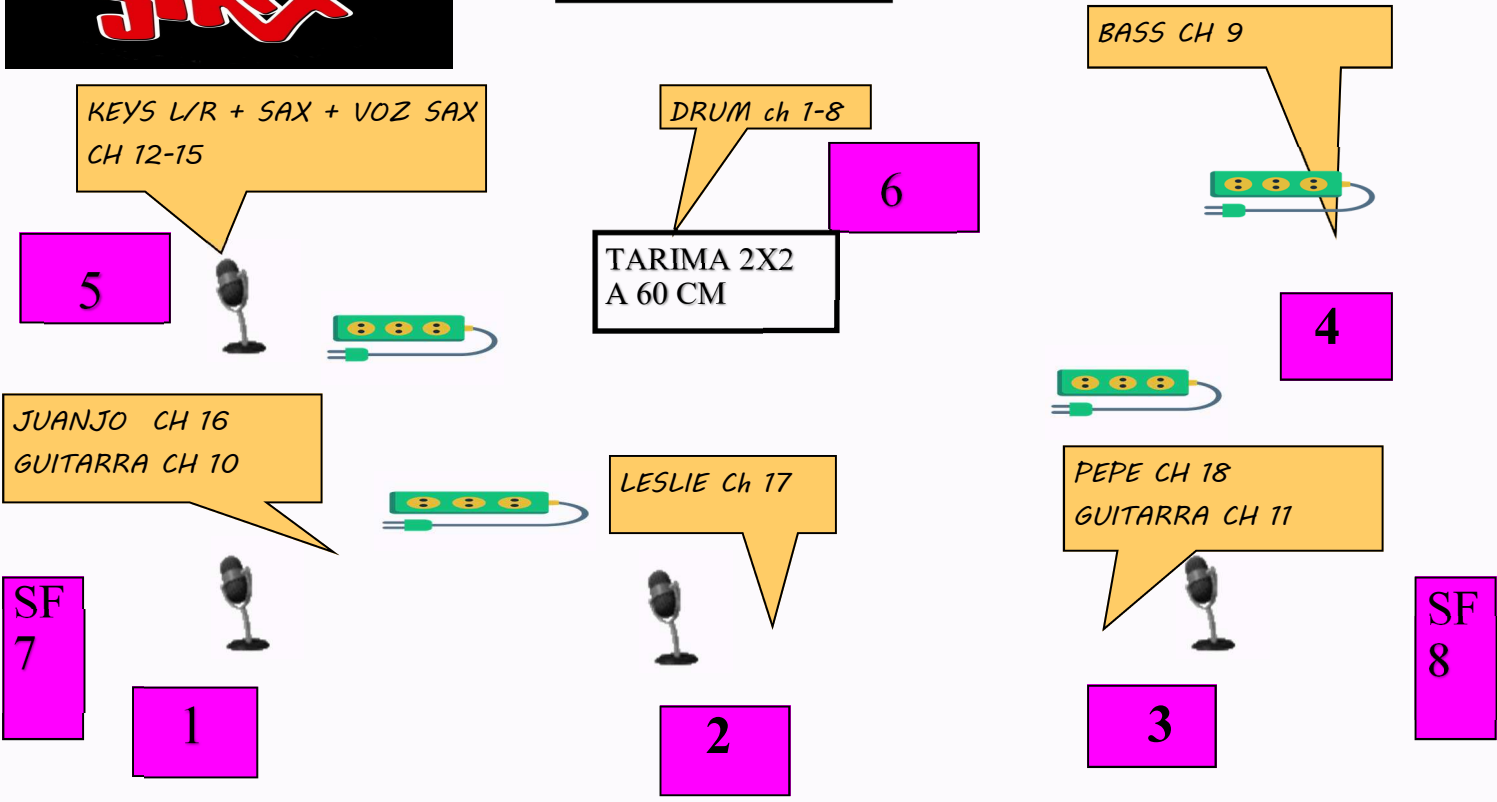 BASS CH 9
KEYS L/R + SAX + VOZ SAX
CH 12-15
DRUM ch 1-8
6
TARIMA 2X2
A 60 CM
5
4
JUANJO CH 16
GUITARRA CH 10
LESLIE Ch 17
PEPE CH 18
GUITARRA CH 11
SF
7
SF
8
1
2
3